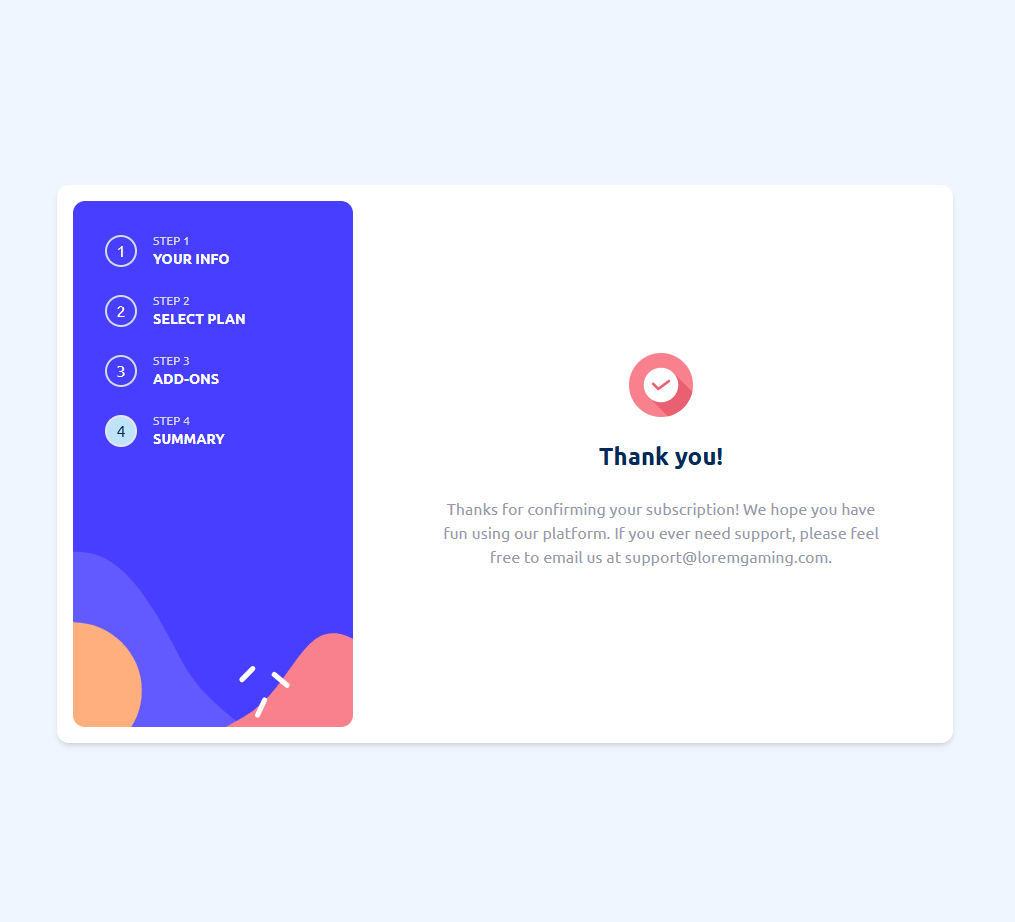 1
STEP 1
YOUR INFO
2
STEP 2
SELECT PLAN
3
STEP 3
ADD-ONS
4
STEP 4
SUMMARY
Thank you!
Thanks for confirming your subscription! We hope you have
fun using our platform. If you ever need support, please feel
free to email us at support@loremgaming.com.